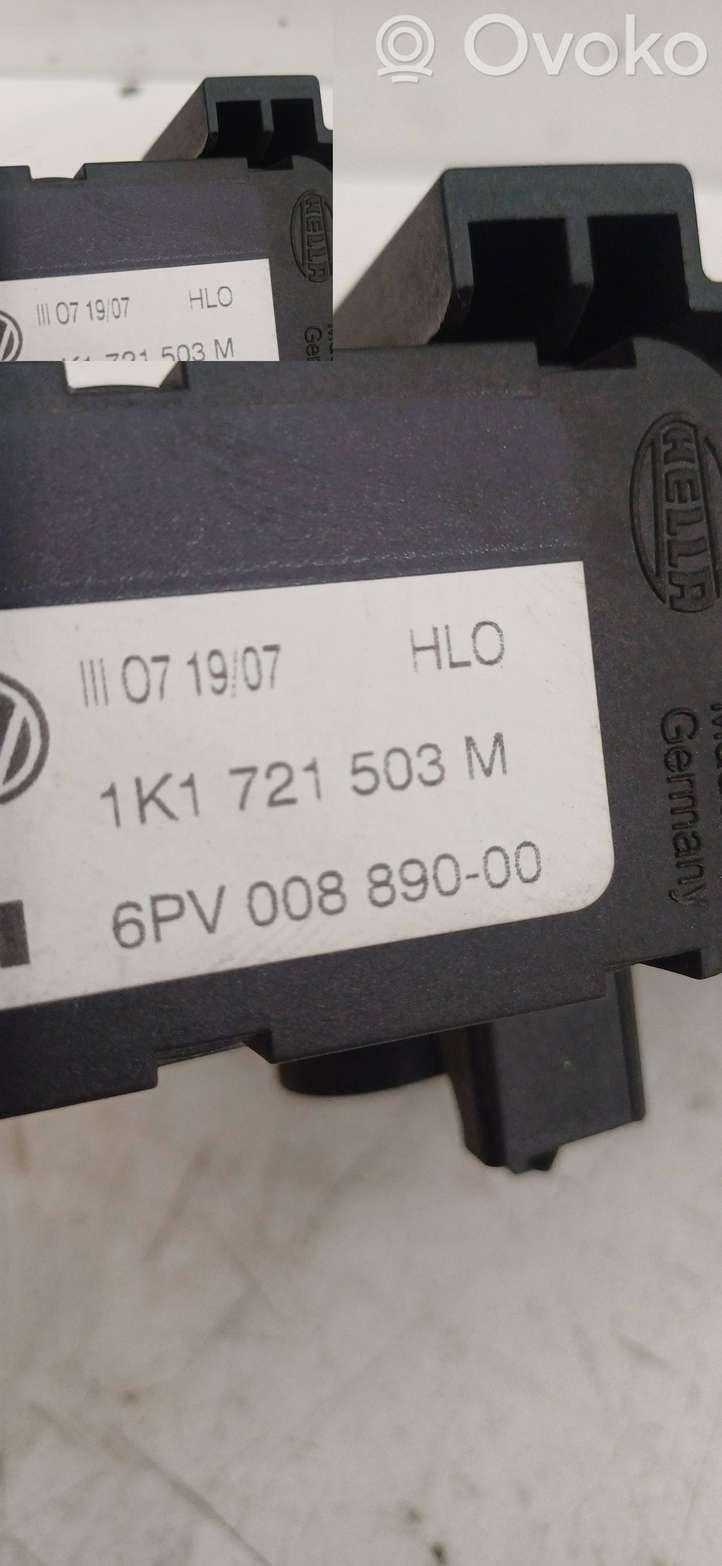 Ovoko
HELLA
III 07 19/07 HLO
1K1 721 503 M
Ger
HELLA
III 07 19/07 HLO
1K1 721 503 M
6PV 008 890-00
Germany